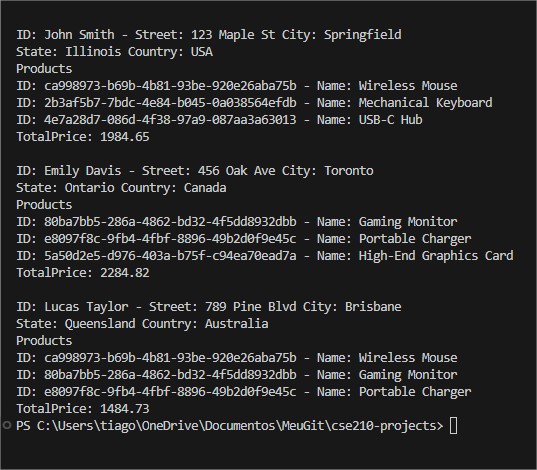 ID: John Smith - Street: 123 Maple St City: Springfield
State: Illinois Country: USA
Products
ID: ca998973-b69b-4b81-93be-920e26aba75b - Name: Wireless Mouse
ID: 2b3af5b7-7bdc-4e84-b045-0a038564efdb - Name: Mechanical Keyboard
ID: 4e7a28d7-086d-4f38-97a9-087aa3a63013 - Name: USB-C Hub
TotalPrice: 1984.65
ID: Emily Davis - Street: 456 Oak Ave City: Toronto
State: Ontario Country: Canada
Products
ID: 80ba7bb5-286a-4862-bd32-4f5dd8932dbb - Name: Gaming Monitor
ID: e8097f8c-9fb4-4fbf-8896-49b2d0f9e45c - Name: Portable Charger
ID: 5a50d2e5-d976-403a-b75f-c94ea70ead7a - Name: High-End Graphics Card
TotalPrice: 2284.82
ID: Lucas Taylor - Street: 789 Pine Blvd City: Brisbane
State: Queensland Country: Australia
Products
ID: ca998973-b69b-4b81-93be-920e26aba75b - Name: Wireless Mouse
ID: 80ba7bb5-286a-4862-bd32-4f5dd8932dbb - Name: Gaming Monitor
ID: e8097f8c-9fb4-4fbf-8896-49b2d0f9e45c - Name: Portable Charger
TotalPrice: 1484.73
PS C:\Users\tiago\OneDrive\Documentos\MeuGit\cse210-projects>